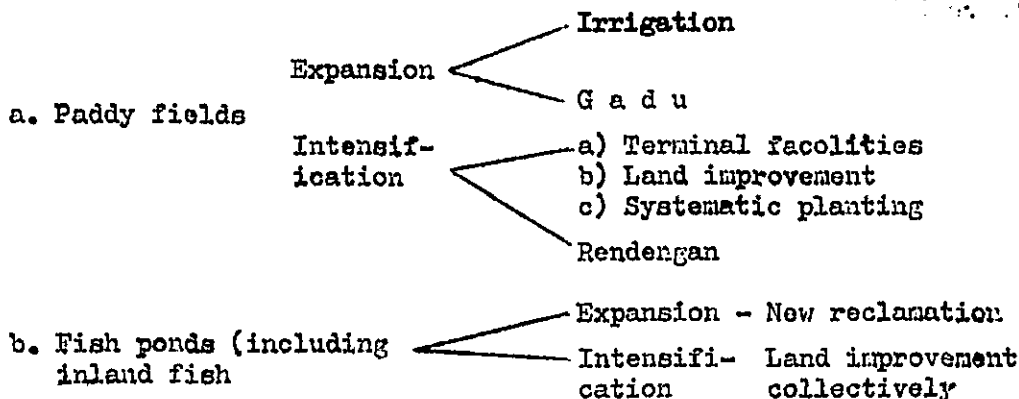 Irrigation
Expansion
G a d u
a. Paddy fields
Intensif-
ication
a) Terminal facolities
b) Land improvement
c) Systematic planting
Rendengan
Expansion - New reclamation
b. Fish ponds (including
inland fish
Intensifi-
cation
Land improvement
collectively